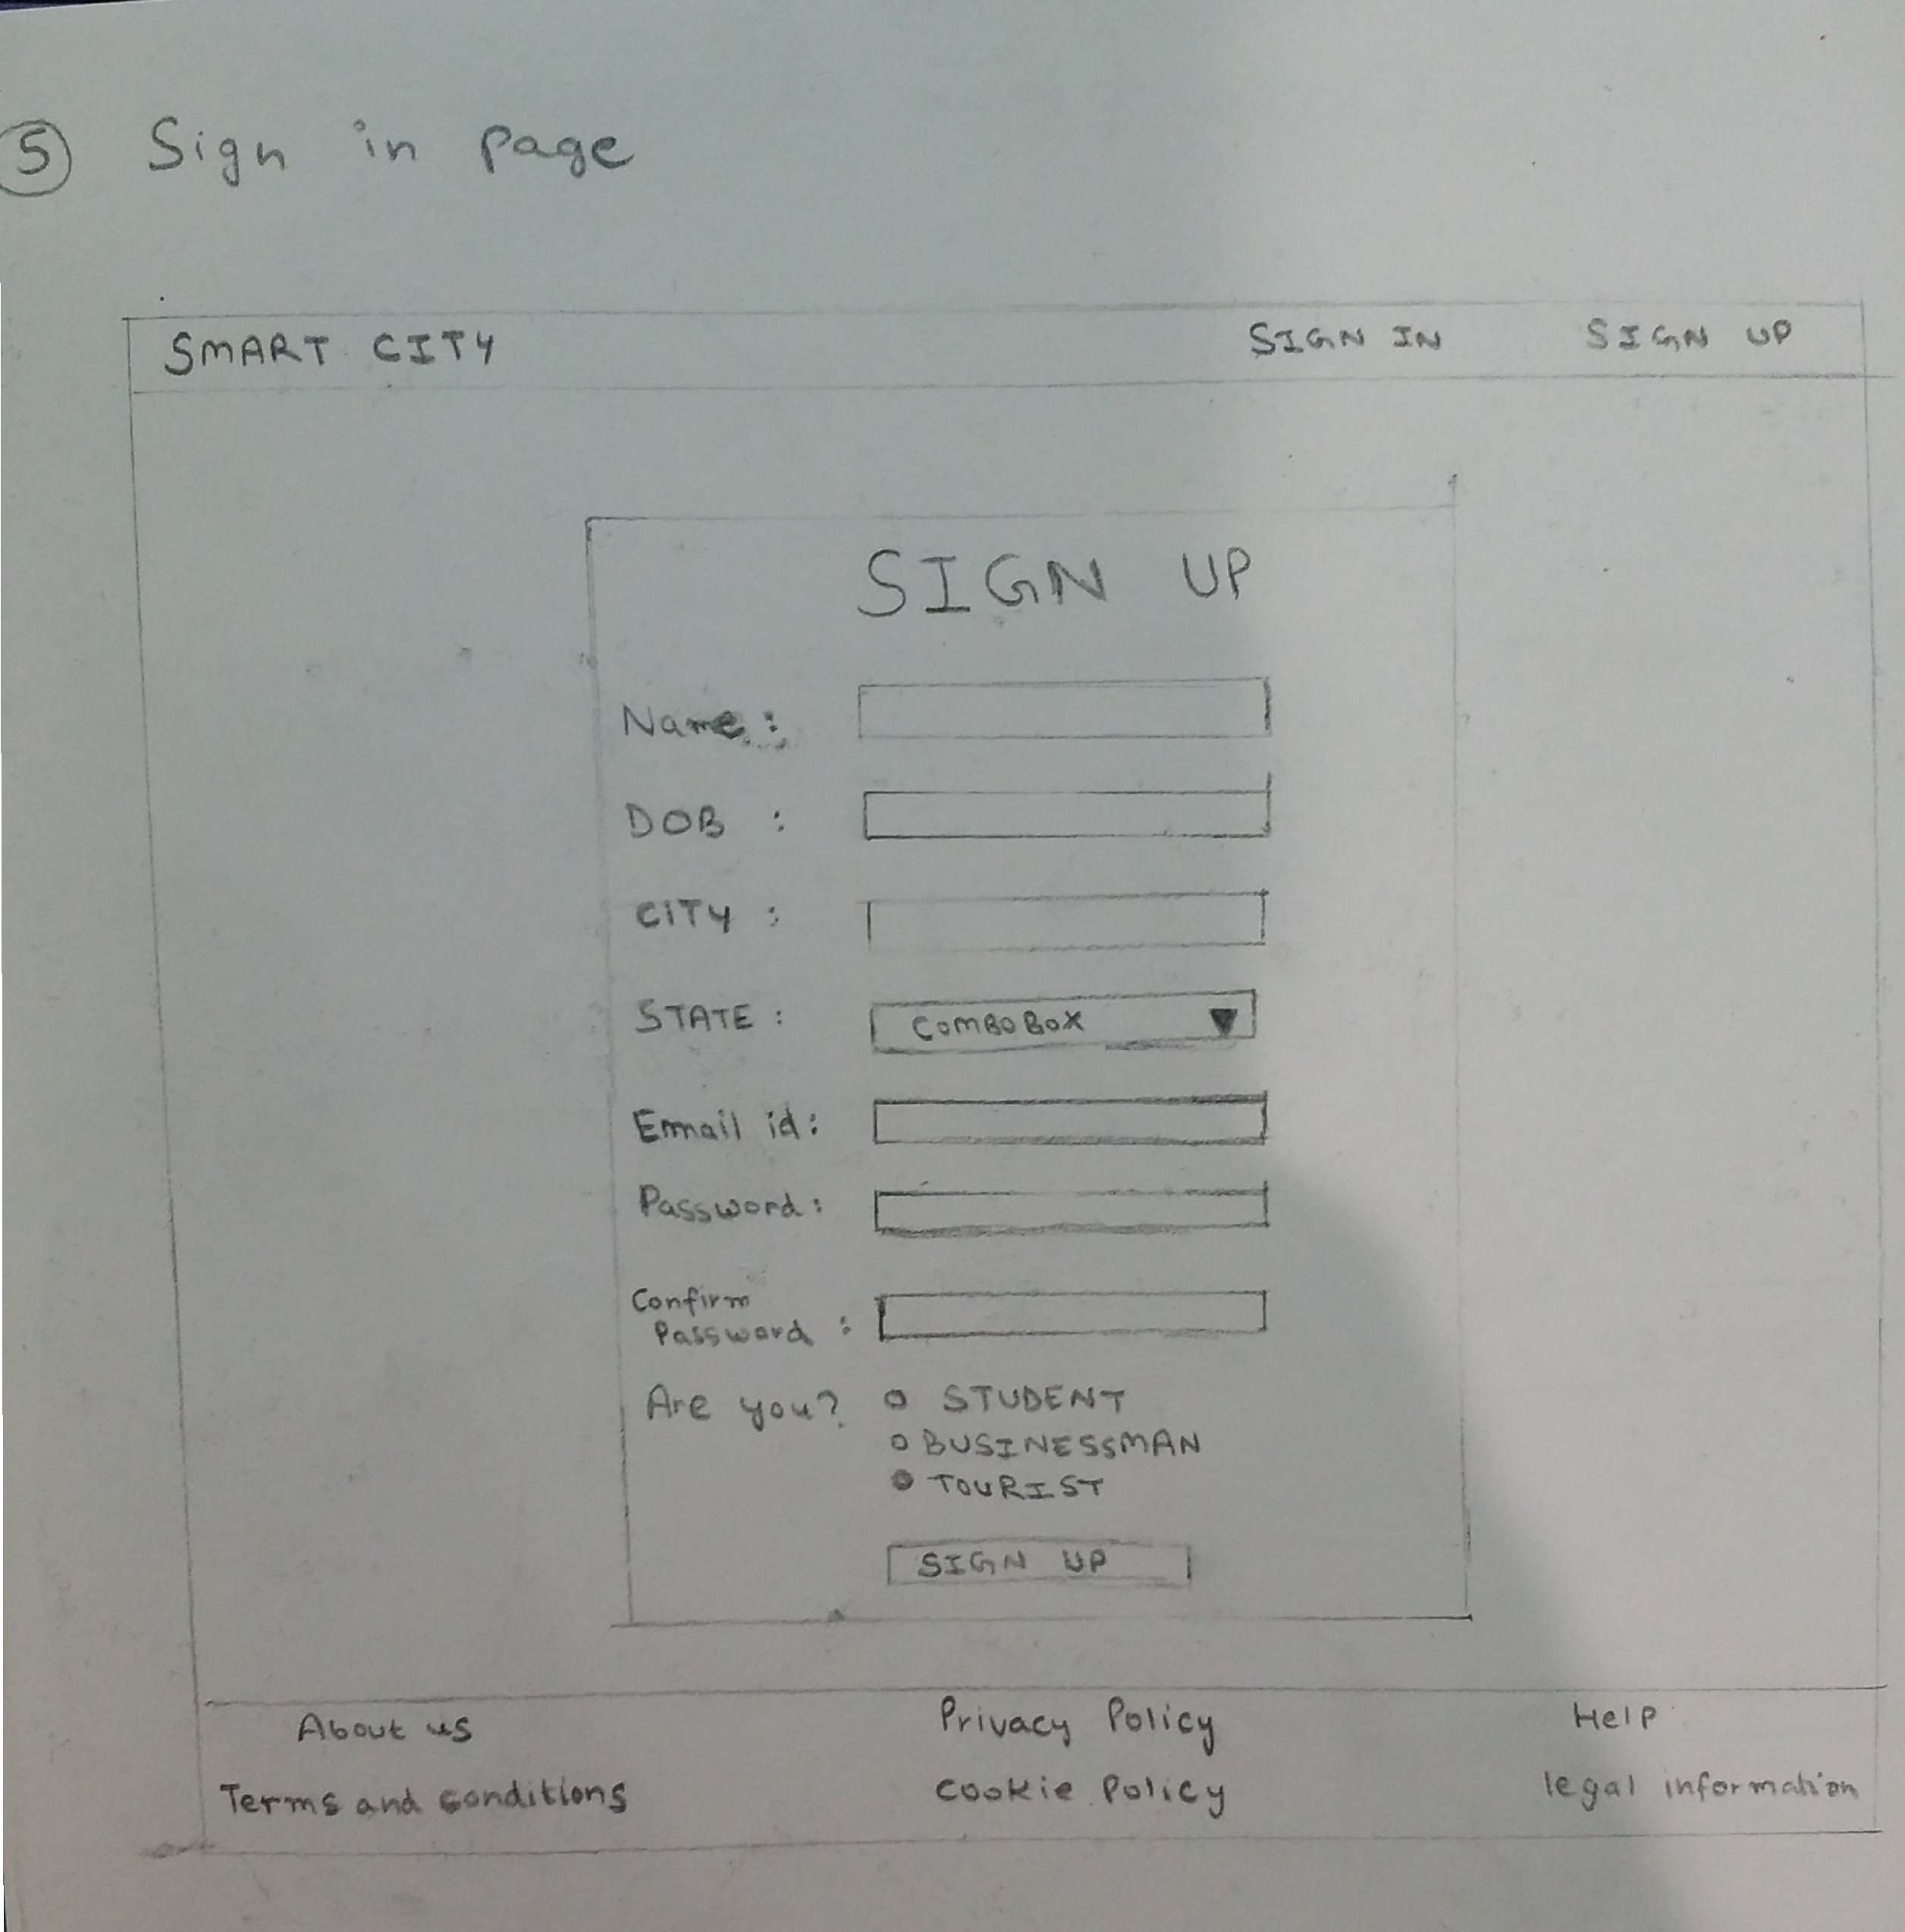 5 Sign in page
SMART CITY SIGN IN SIGN UP
SIGN UP
Name :
DOB :
CITY :
STATE : COMBOBOX
Email id :
Password :
Confirm
Password :
Are you? STUDENT
BUSINESSMAN
TOURIST
SIGN UP
About us Privacy Policy Help
Terms and conditions Cookie Policy legal information